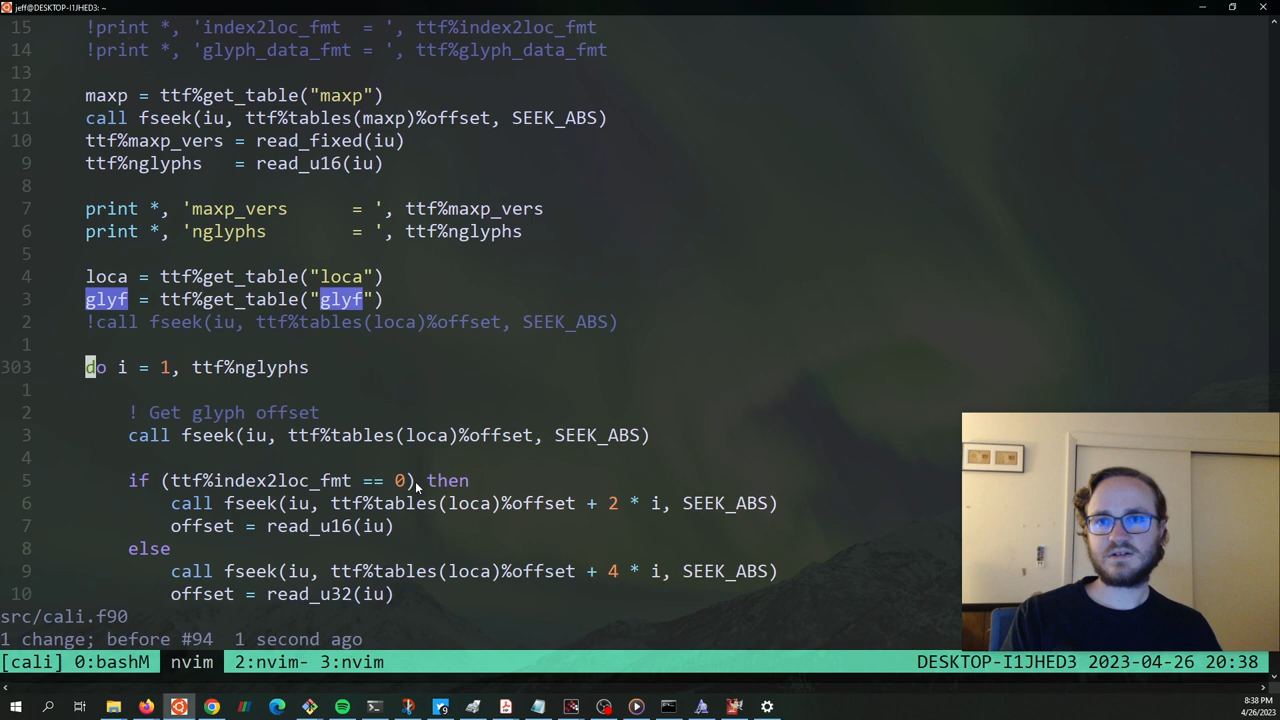 jeff@DESKTOP-I1JHED3: ~
15 !print *, 'index2loc_fmt = ', ttf%index2loc_fmt
14 !print *, 'glyph_data_fmt = ', ttf%glyph_data_fmt
13
12 maxp = ttf%get_table("maxp")
11 call fseek(iu, ttf%tables(maxp)%offset, SEEK_ABS)
10 ttf%maxp_vers = read_fixed(iu)
9 ttf%nglyphs = read_u16(iu)
8
7 print *, 'maxp_vers = ', ttf%maxp_vers
6 print *, 'nglyphs = ', ttf%nglyphs
5
4 loca = ttf%get_table("loca")
3 glyf = ttf%get_table("glyf")
2 !call fseek(iu, ttf%tables(loca)%offset, SEEK_ABS)
1
303 do i = 1, ttf%nglyphs
1
2 ! Get glyph offset
3 call fseek(iu, ttf%tables(loca)%offset, SEEK_ABS)
4
5 if (ttf%index2loc_fmt == 0) then
6 call fseek(iu, ttf%tables(loca)%offset + 2 * i, SEEK_ABS)
7 offset = read_u16(iu)
8 else
9 call fseek(iu, ttf%tables(loca)%offset + 4 * i, SEEK_ABS)
10 offset = read_u32(iu)
src/cali.f90
1 change; before #94 1 second ago
[cali] 0:bashM nvim 2:nvim- 3:nvim DESKTOP-I1JHED3 2023-04-26 20:38
8:38 PM
4/26/2023